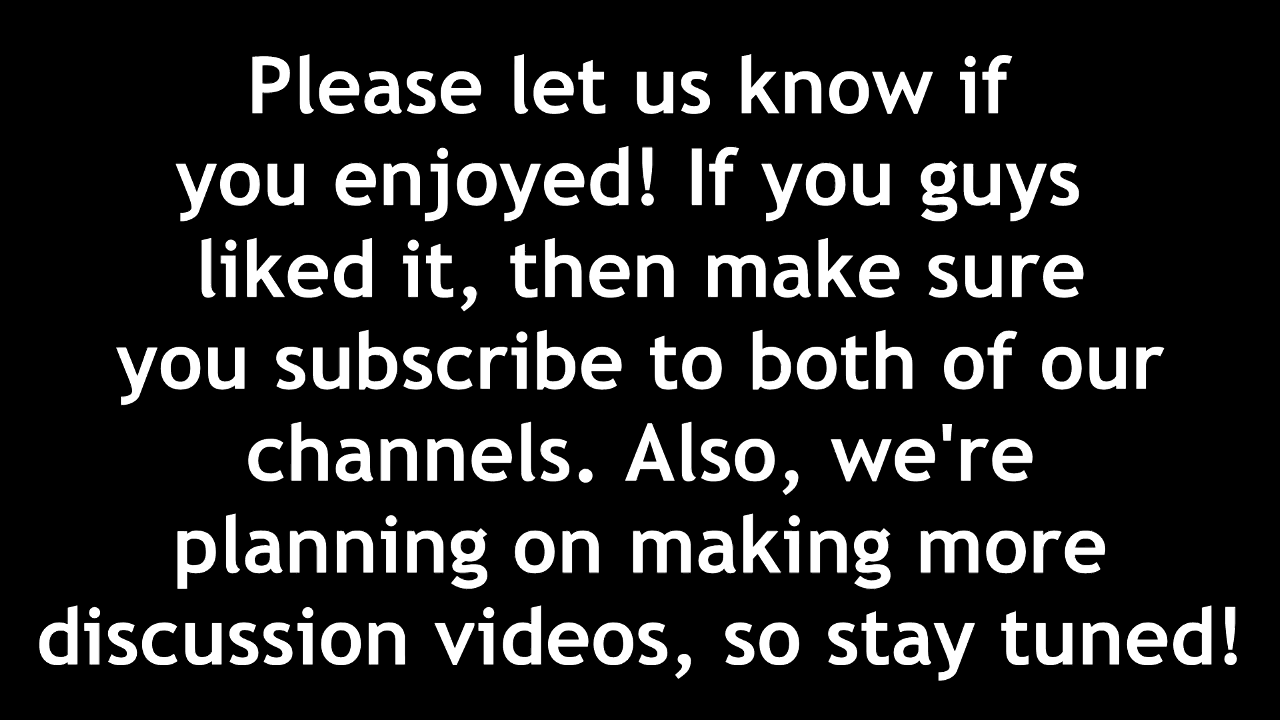 Please let us know if
you enjoyed! If you guys
liked it, then make sure
you subscribe to both of our
channels. Also, we're
planning on making more
discussion videos, so stay tuned!